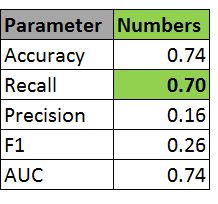 Parameter Numbers
Accuracy 0.74
Recall 0.70
Precision 0.16
F1 0.26
AUC 0.74